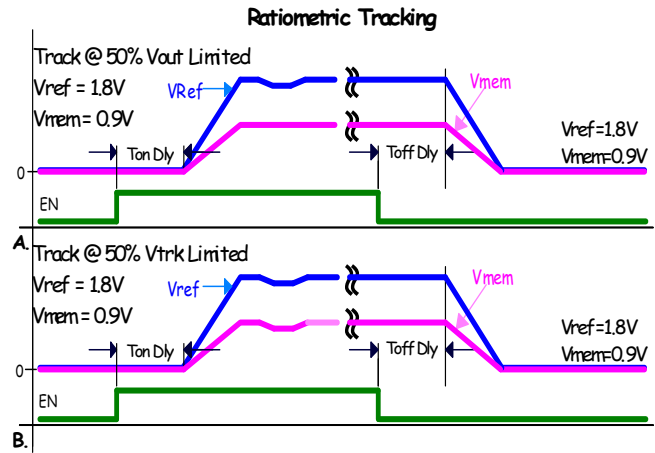 Ratiometric Tracking
Track @ 50% Vout Limited
Vref = 1.8V
VRef
Vmem
Vmem = 0.9V
Vref=1.8V
Vmem=0.9V
Ton Dly
Toff Dly
0
EN
A.
Track @ 50% Vtrk Limited
Vref = 1.8V
Vref
Vmem
Vmem = 0.9V
Vref=1.8V
Vmem=0.9V
Ton Dly
Toff Dly
0
EN
B.